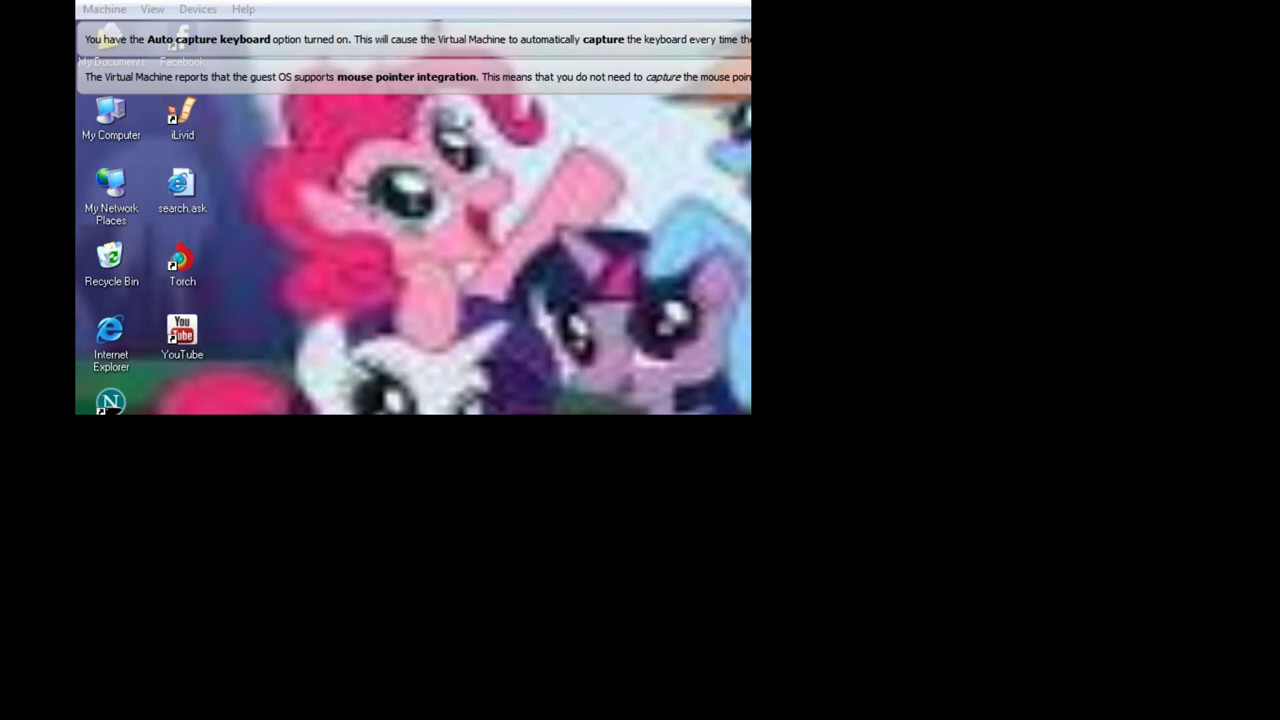 Machine View Devices Help
You have the Auto capture keyboard option turned on. This will cause the Virtual Machine to automatically capture the keyboard every time the
My Documents Facebook
The Virtual Machine reports that the guest OS supports mouse pointer integration. This means that you do not need to capture the mouse poin
My Computer iLivid
My Network Places search.ask
Recycle Bin Torch
You Tube
Internet Explorer YouTube
N